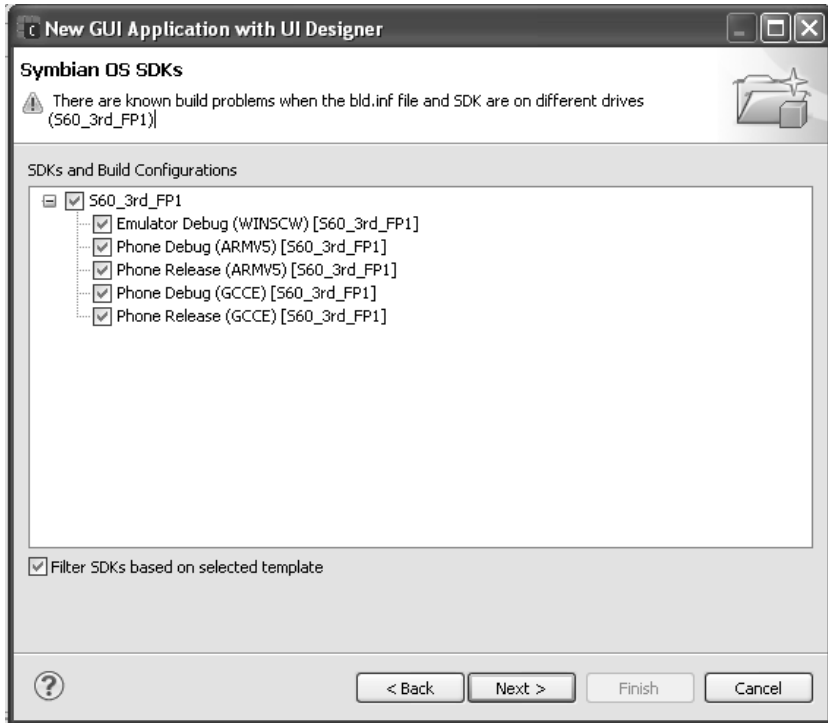 New GUI Application with UI Designer
Symbian OS SDKs
There are known build problems when the bld.inf file and SDK are on different drives
(S60_3rd_FP1)
SDKs and Build Configurations
S60_3rd_FP1
Emulator Debug (WINSCW) [S60_3rd_FP1]
Phone Debug (ARMV5) [S60_3rd_FP1]
Phone Release (ARMV5) [S60_3rd_FP1]
Phone Debug (GCCE) [S60_3rd_FP1]
Phone Release (GCCE) [S60_3rd_FP1]
Filter SDKs based on selected template
? < Back Next > Finish Cancel